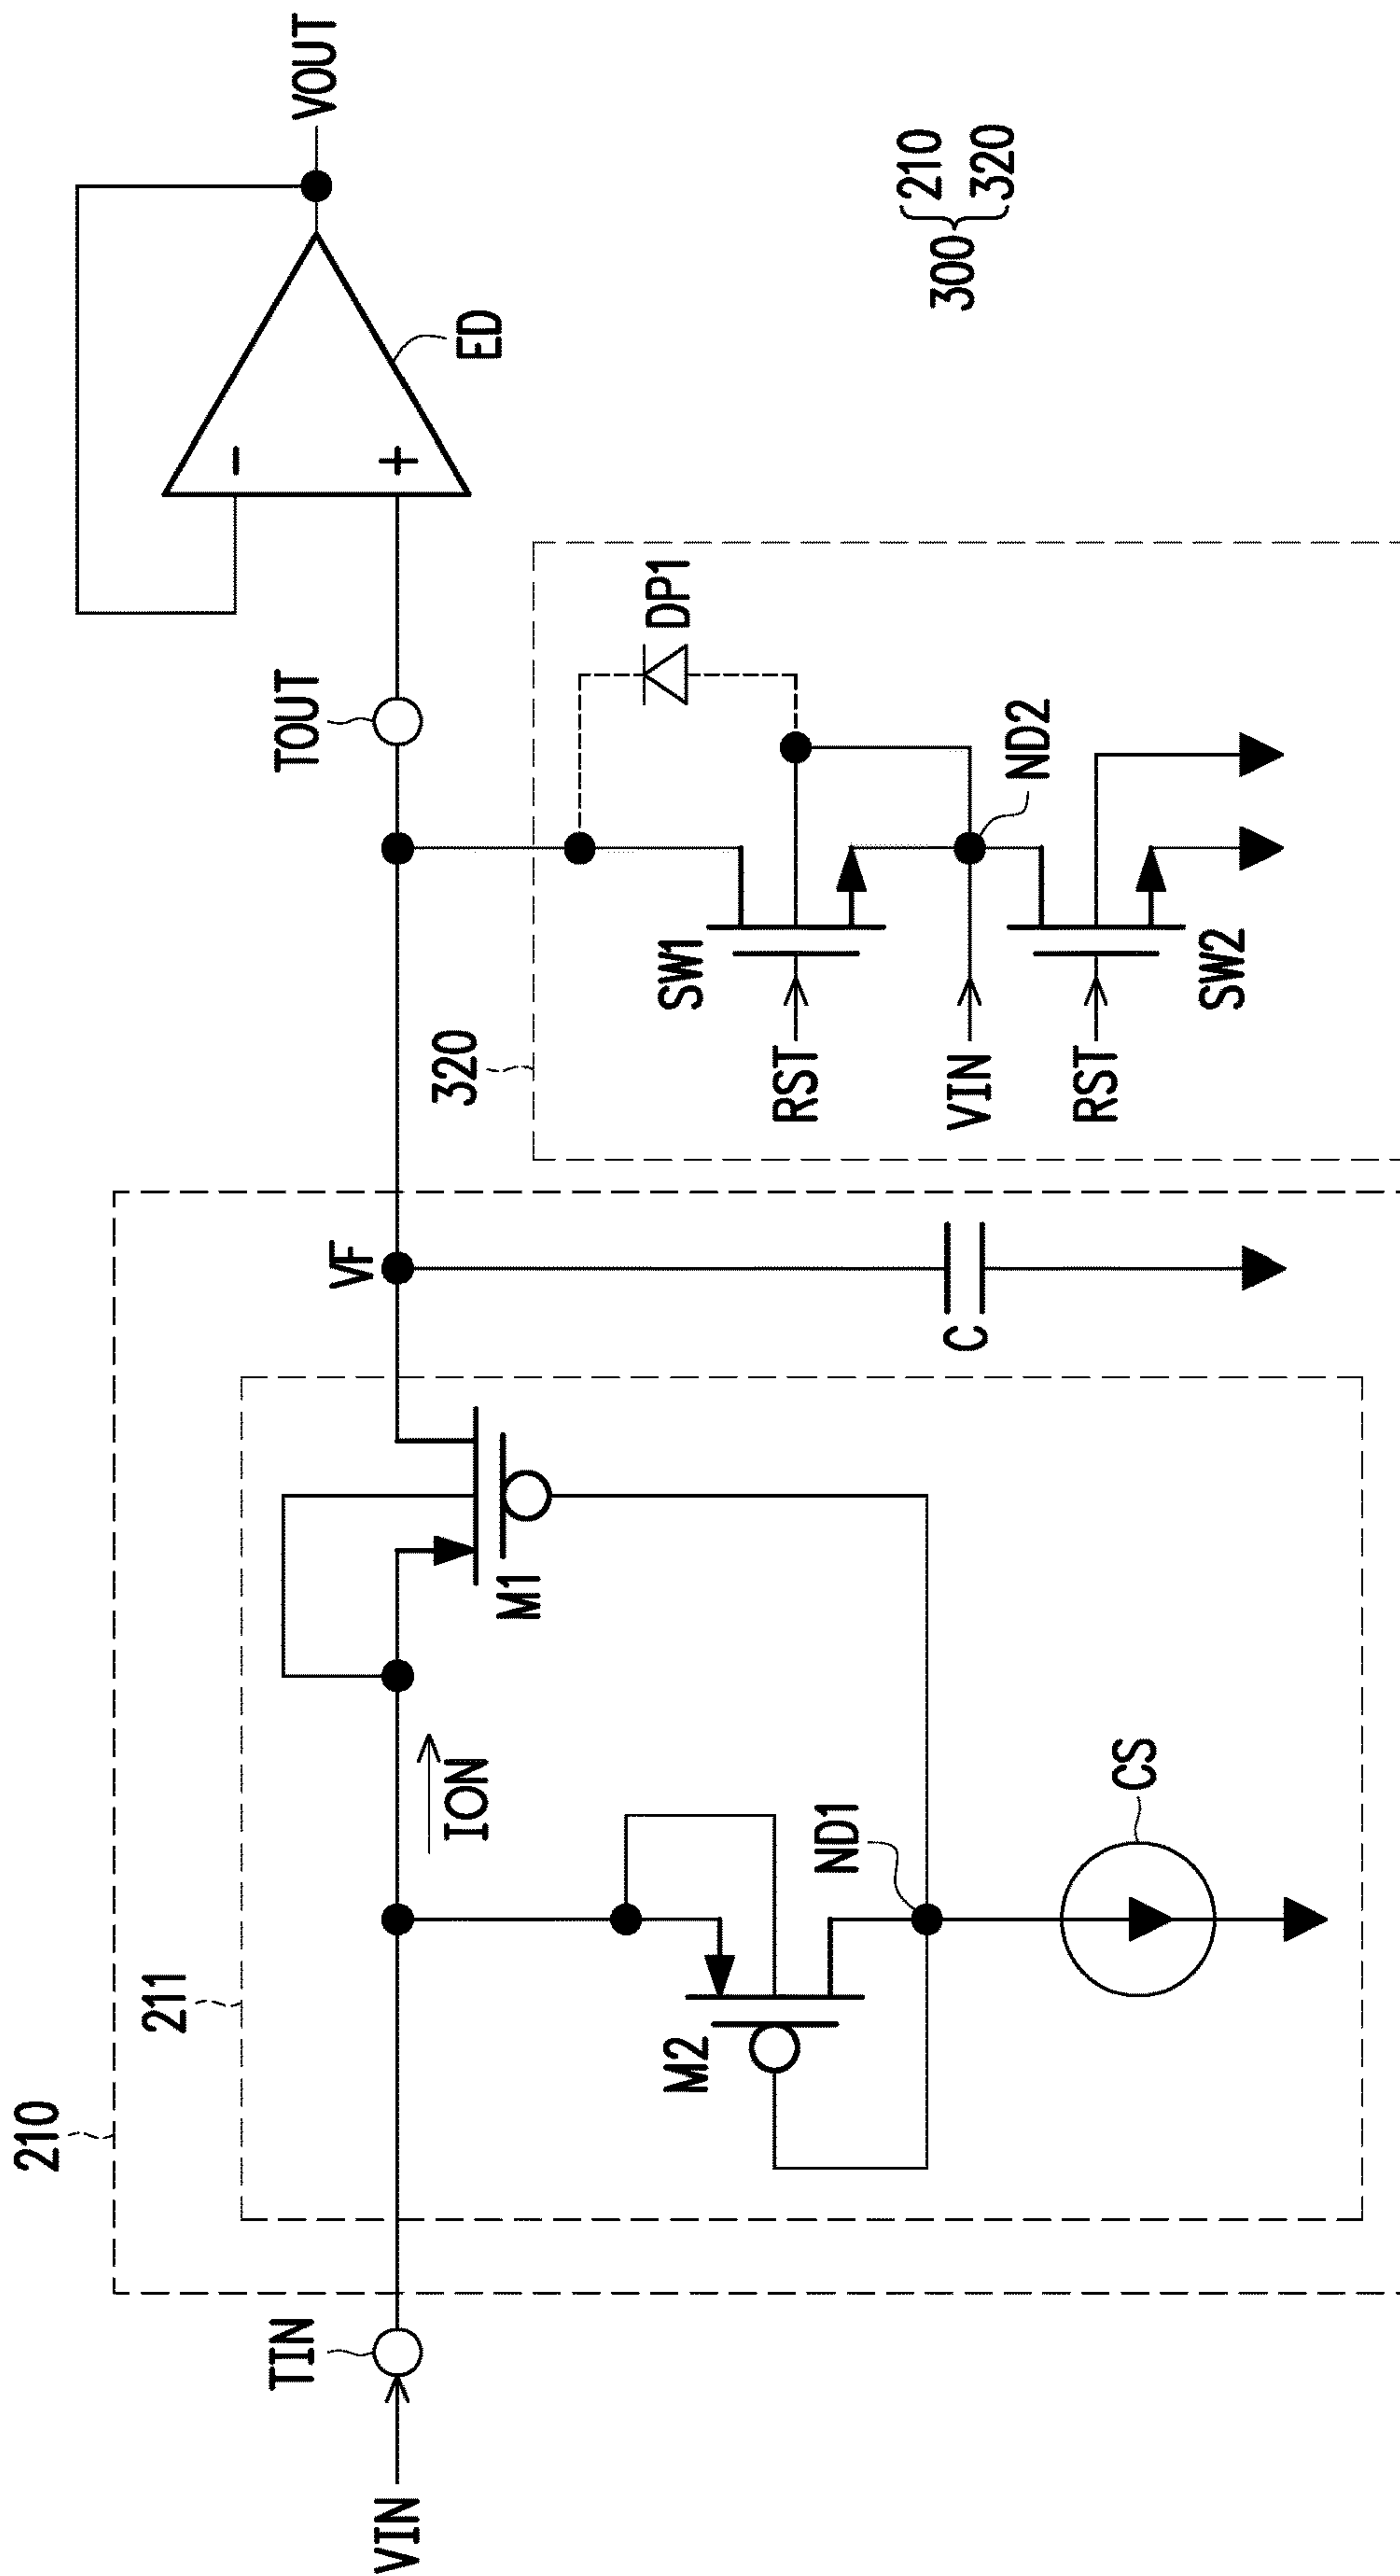 210
211
VIN
TIN
ION
M1
M2
ND1
CS
VF
C
320
TOUT
SW1
RST
VIN
RST
SW2
DP1
ND2
-
+
ED
VOUT
300 { 210
320